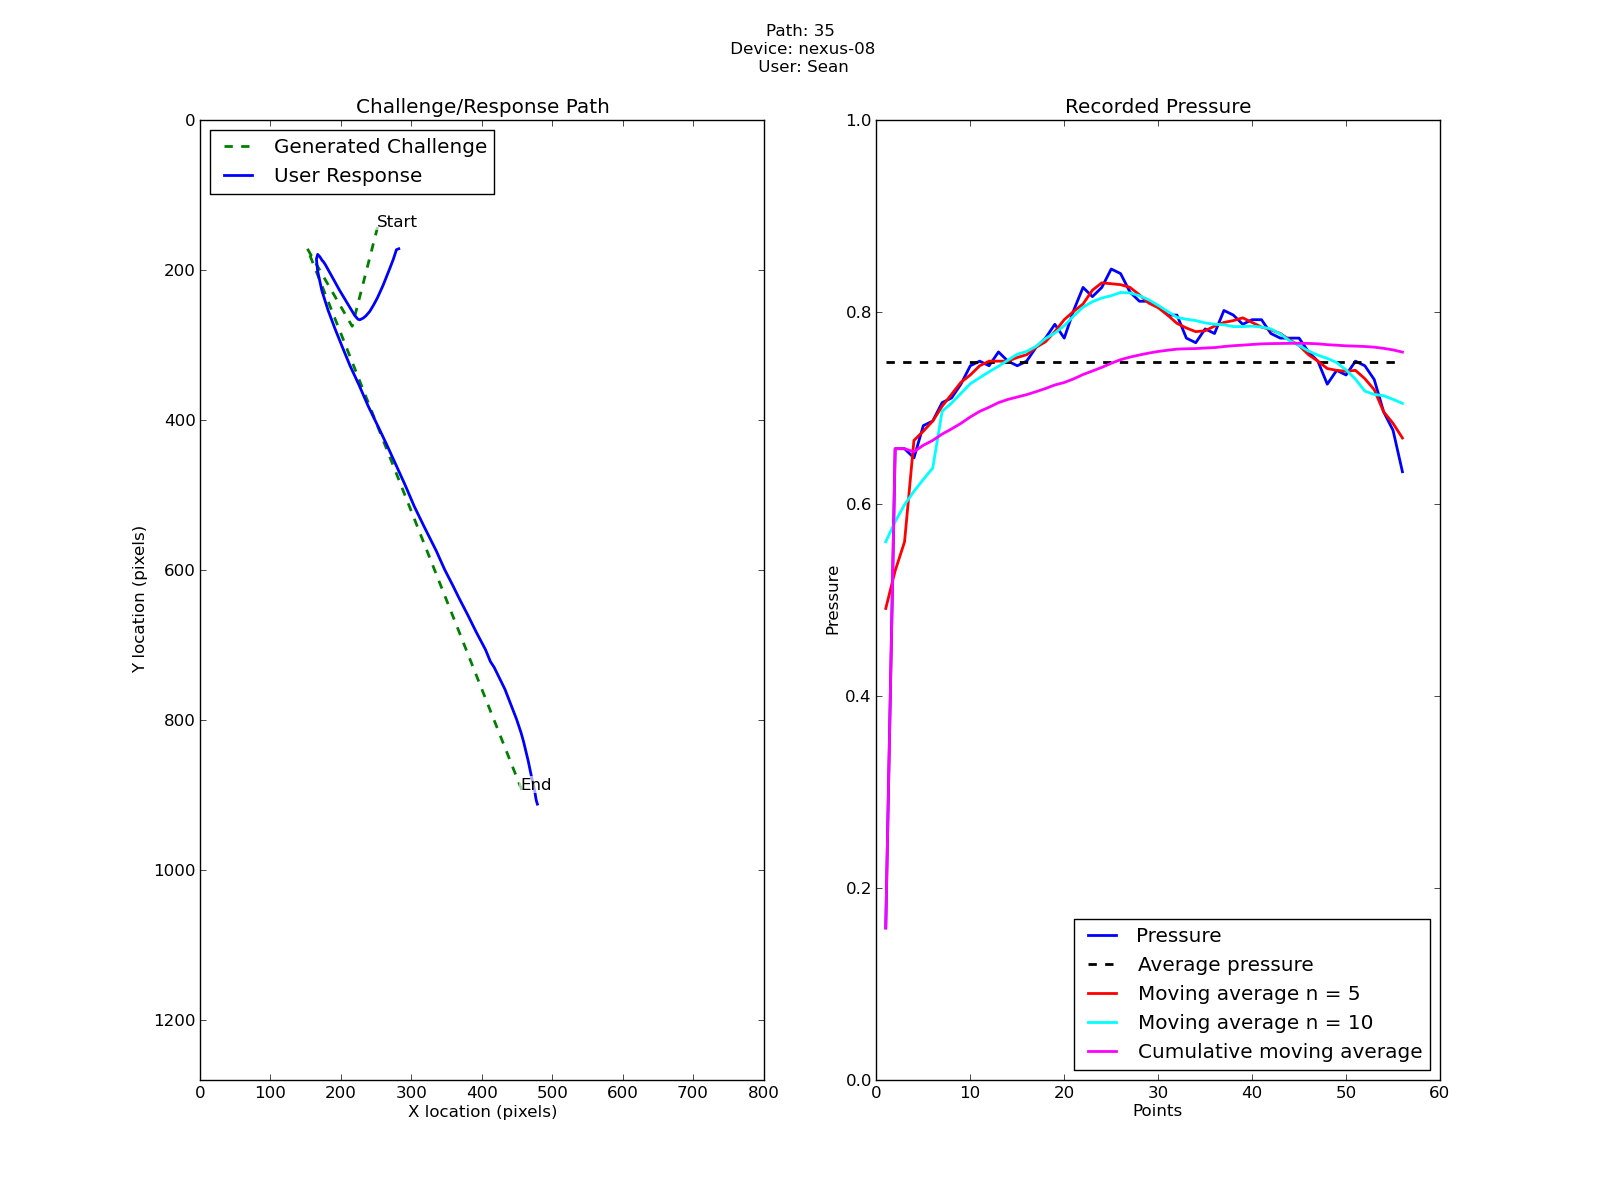 Path: 35
Device: nexus-08
User: Sean
Challenge/Response Path
Generated Challenge
User Response
Start
End
0
200
400
600
800
1000
1200
Y location (pixels)
0 100 200 300 400 500 600 700 800
X location (pixels)
Recorded Pressure
1.0
0.8
0.6
0.4
0.2
0.0
Pressure
Pressure
Average pressure
Moving average n = 5
Moving average n = 10
Cumulative moving average
0 10 20 30 40 50 60
Points